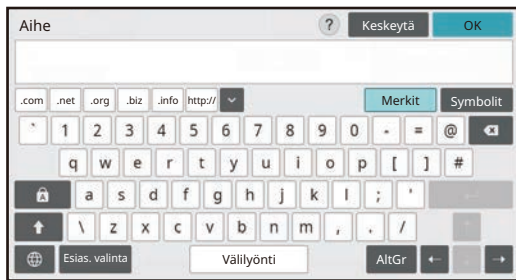 Aihe ? Keskeytä OK
.com .net .org .biz .info http:// Merkit Symbolit
` 1 2 3 4 5 6 7 8 9 0 - = @
q w e r t y u i o p [ ] #
a s d f g h j k l ; '
\ z x c v b n m , . /
Esias. valinta Välilyönti AltGr